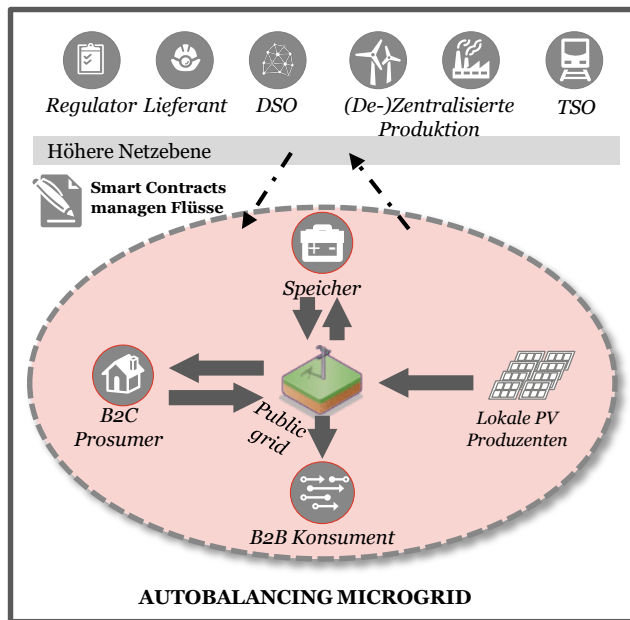 Regulator Lieferant DSO (De-)Zentralisierte Produktion TSO
Höhere Netzebene
Smart Contracts
managen Flüsse
Speicher
B2C
Prosumer
Public
grid
Lokale PV
Produzenten
B2B Konsument
AUTOBALANCING MICROGRID